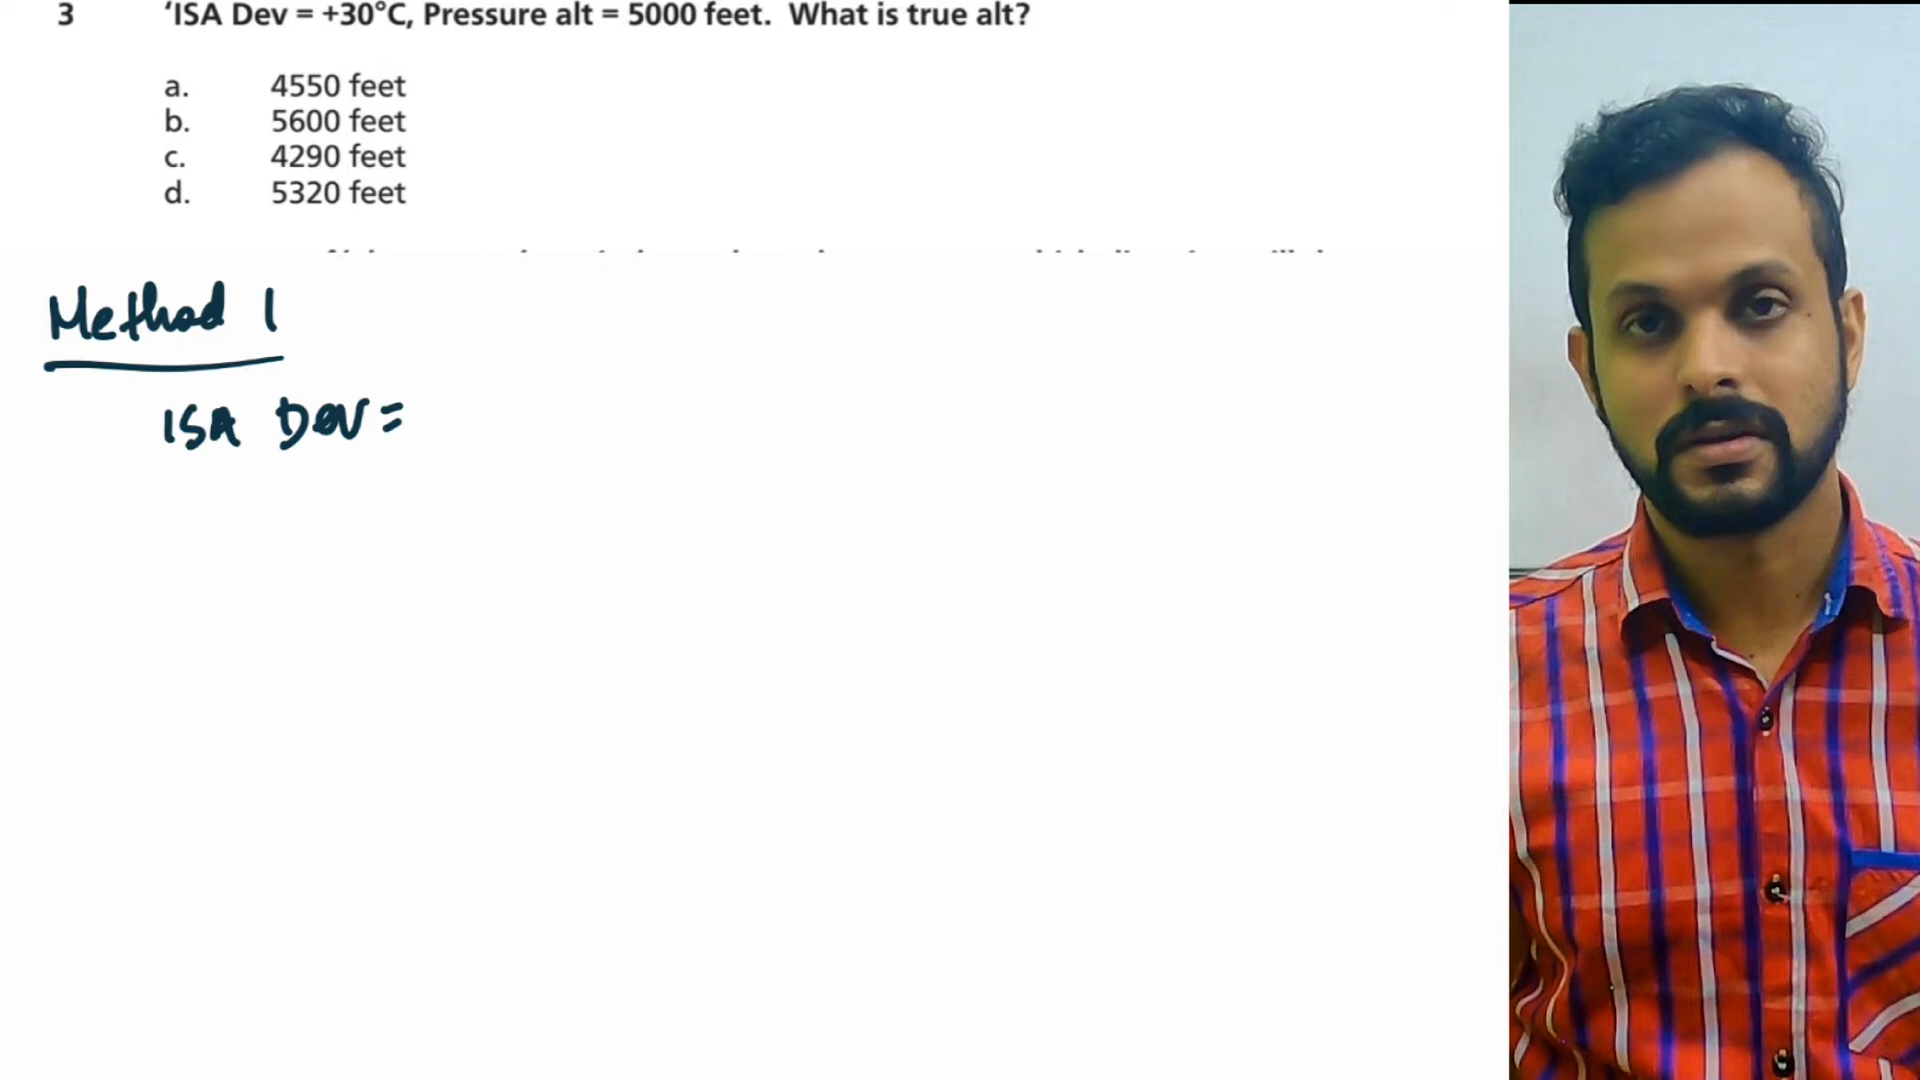 3 ‘ISA Dev = +30°C, Pressure alt = 5000 feet. What is true alt?
a. 4550 feet
b. 5600 feet
c. 4290 feet
d. 5320 feet
Method 1
ISA Dev =